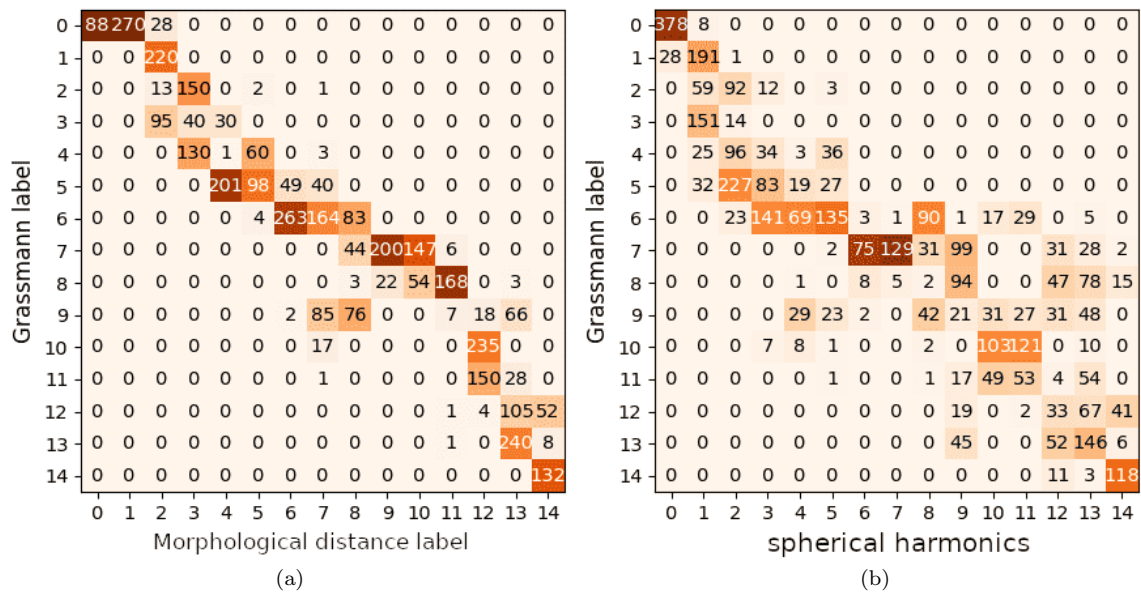 Grassmann label
0 88 270 28 0 0 0 0 0 0 0 0 0 0 0 0
1 0 0 220 0 0 0 0 0 0 0 0 0 0 0 0
2 0 0 13 150 0 2 0 1 0 0 0 0 0 0 0
3 0 0 95 40 30 0 0 0 0 0 0 0 0 0 0
4 0 0 0 130 1 60 0 3 0 0 0 0 0 0 0
5 0 0 0 0 201 98 49 40 0 0 0 0 0 0 0
6 0 0 0 0 0 4 263 164 83 0 0 0 0 0 0
7 0 0 0 0 0 0 0 0 44 200 147 6 0 0 0
8 0 0 0 0 0 0 0 0 3 22 54 168 0 3 0
9 0 0 0 0 0 0 2 85 76 0 0 7 18 66 0
10 0 0 0 0 0 0 0 17 0 0 0 0 235 0 0
11 0 0 0 0 0 0 0 1 0 0 0 0 150 28 0
12 0 0 0 0 0 0 0 0 0 0 0 1 4 105 52
13 0 0 0 0 0 0 0 0 0 0 0 1 0 240 8
14 0 0 0 0 0 0 0 0 0 0 0 0 0 0 132
0 1 2 3 4 5 6 7 8 9 10 11 12 13 14
Morphological distance label
(a)
Grassmann label
0 378 8 0 0 0 0 0 0 0 0 0 0 0 0 0
1 28 191 1 0 0 0 0 0 0 0 0 0 0 0 0
2 0 59 92 12 0 3 0 0 0 0 0 0 0 0 0
3 0 151 14 0 0 0 0 0 0 0 0 0 0 0 0
4 0 25 96 34 3 36 0 0 0 0 0 0 0 0 0
5 0 32 227 83 19 27 0 0 0 0 0 0 0 0 0
6 0 0 23 141 69 135 3 1 90 1 17 29 0 5 0
7 0 0 0 0 0 2 75 129 31 99 0 0 31 28 2
8 0 0 0 0 1 0 8 5 2 94 0 0 47 78 15
9 0 0 0 0 29 23 2 0 42 21 31 27 31 48 0
10 0 0 0 7 8 1 0 0 2 0 103 121 0 10 0
11 0 0 0 0 0 1 0 0 1 17 49 53 4 54 0
12 0 0 0 0 0 0 0 0 0 19 0 2 33 67 41
13 0 0 0 0 0 0 0 0 0 45 0 0 52 146 6
14 0 0 0 0 0 0 0 0 0 0 0 0 11 3 118
0 1 2 3 4 5 6 7 8 9 10 11 12 13 14
spherical harmonics
(b)